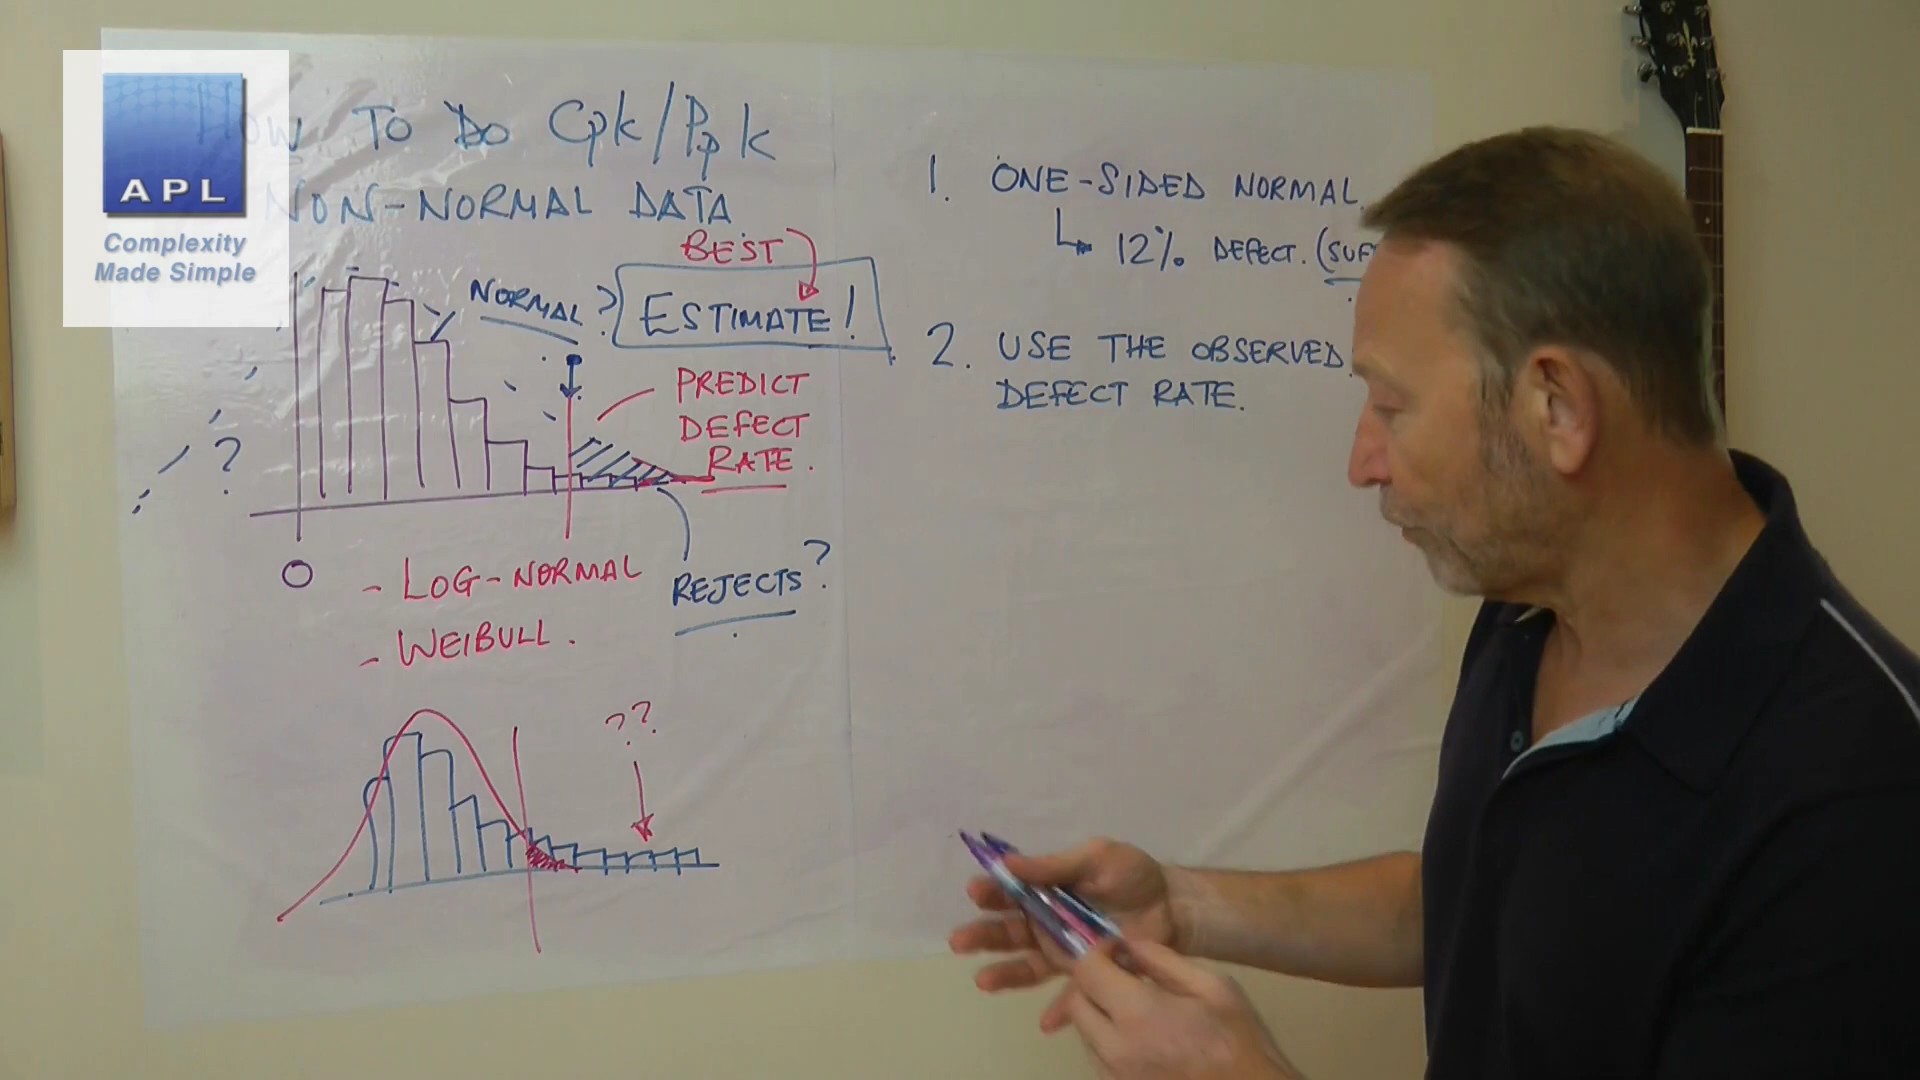 APL
Complexity
Made Simple
HOW TO DO Cpk/Ppk
NON-NORMAL DATA
BEST
NORMAL?
ESTIMATE!
PREDICT
DEFECT
RATE.
?
O
- LOG-NORMAL
- WEIBULL.
REJECTS?
??
1. ONE-SIDED NORMAL.
↳ 12% DEFECT. (SUF
2. USE THE OBSERVED
DEFECT RATE.